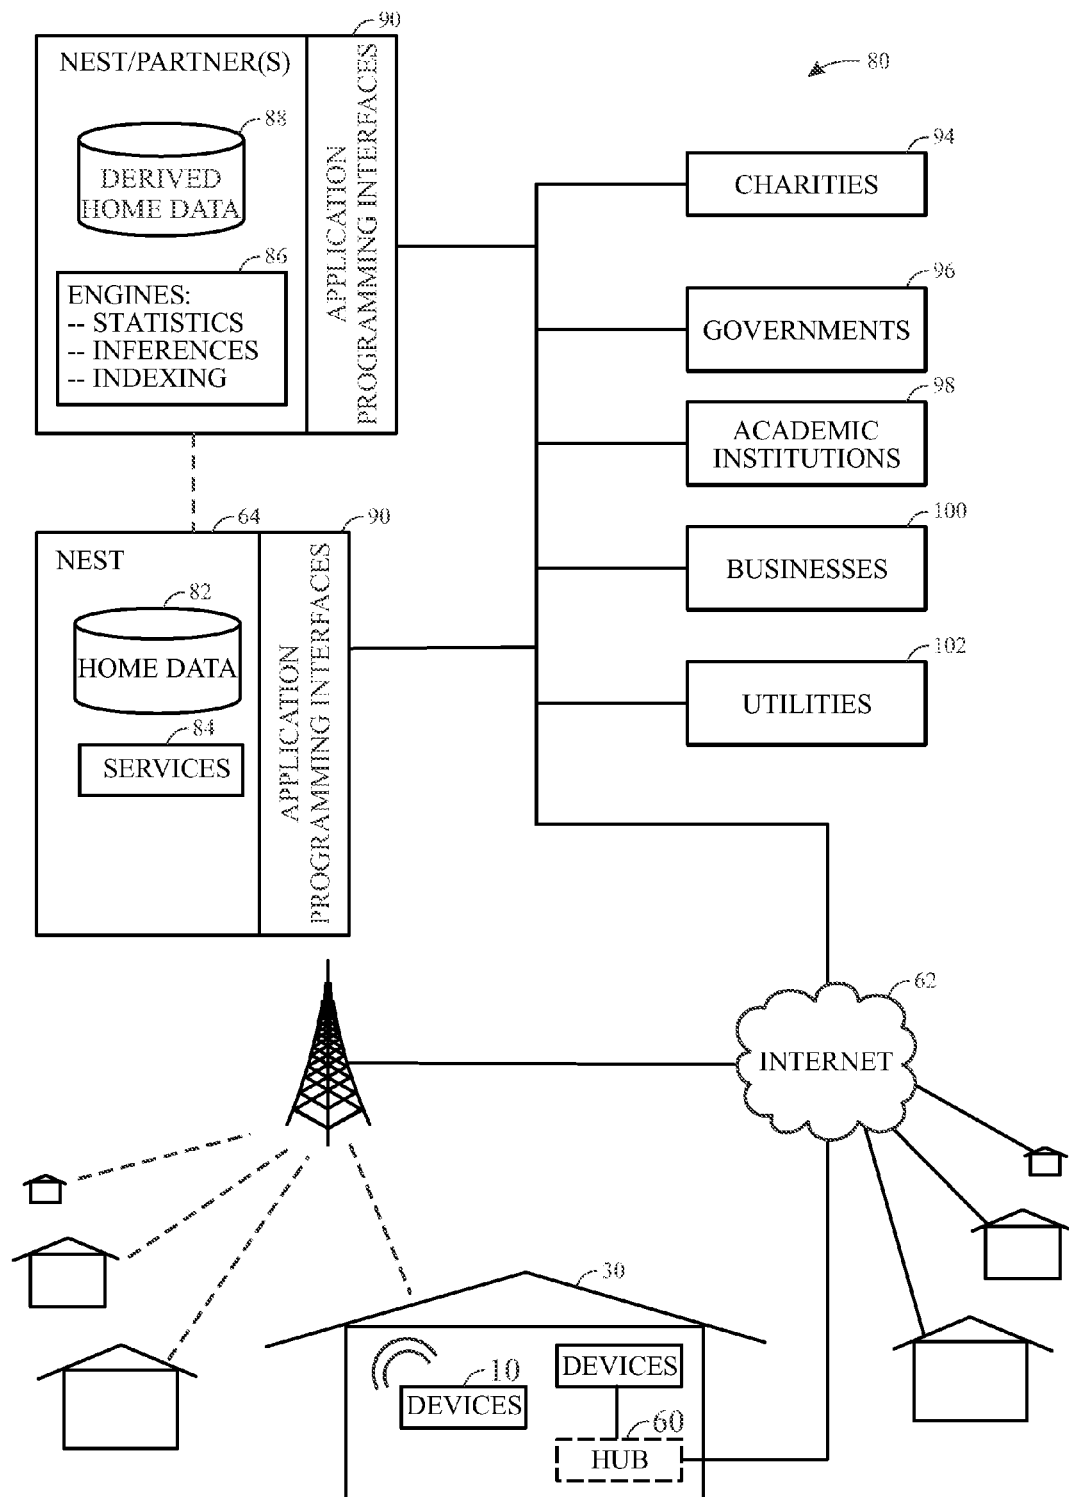 90
NEST/PARTNER(S)
80
88
DERIVED
HOME DATA
86
ENGINES:
-- STATISTICS
-- INFERENCES
-- INDEXING
APPLICATION
PROGRAMMING INTERFACES
94
CHARITIES
96
GOVERNMENTS
98
ACADEMIC
INSTITUTIONS
100
BUSINESSES
102
UTILITIES
64
90
NEST
82
HOME DATA
84
SERVICES
APPLICATION
PROGRAMMING INTERFACES
62
INTERNET
30
10
DEVICES
DEVICES
60
HUB